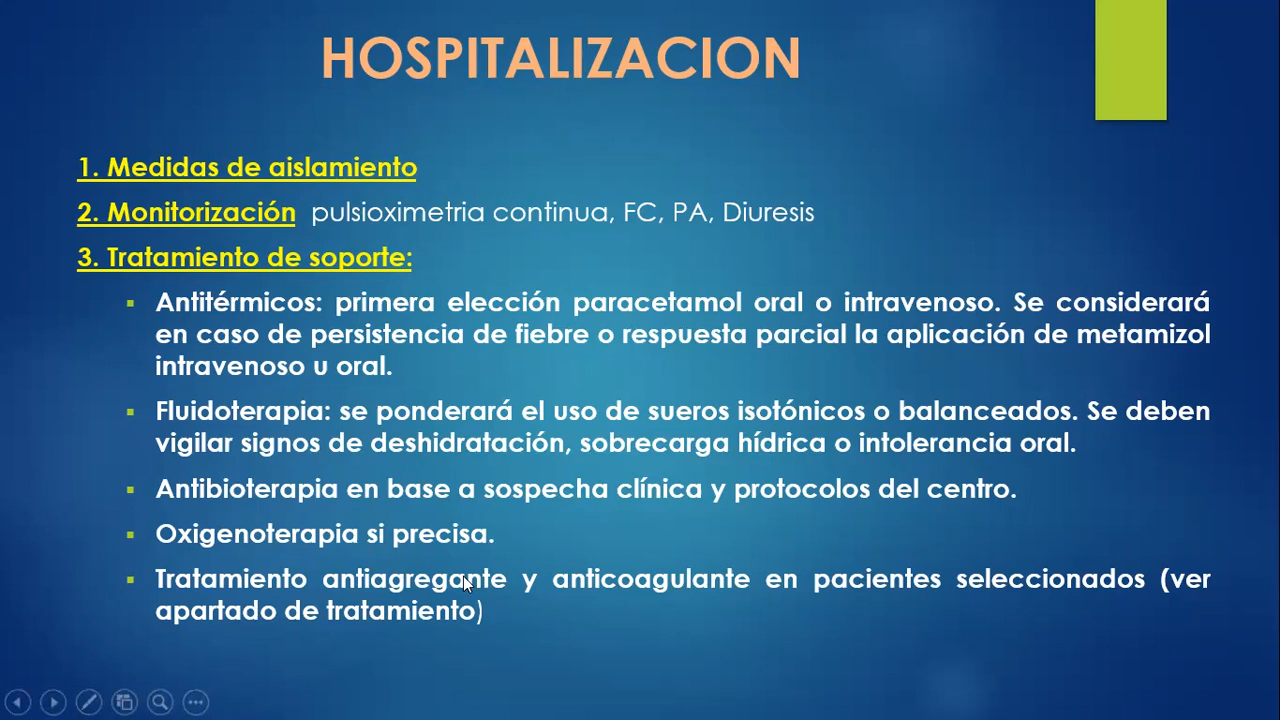 HOSPITALIZACION
1. Medidas de aislamiento
2. Monitorización pulsioximetria continua, FC, PA, Diuresis
3. Tratamiento de soporte:
Antitérmicos: primera elección paracetamol oral o intravenoso. Se considerará
en caso de persistencia de fiebre o respuesta parcial la aplicación de metamizol
intravenoso u oral.
Fluidoterapia: se ponderará el uso de sueros isotónicos o balanceados. Se deben
vigilar signos de deshidratación, sobrecarga hídrica o intolerancia oral.
Antibioterapia en base a sospecha clínica y protocolos del centro.
Oxigenoterapia si precisa.
Tratamiento antiagregante y anticoagulante en pacientes seleccionados (ver
apartado de tratamiento)